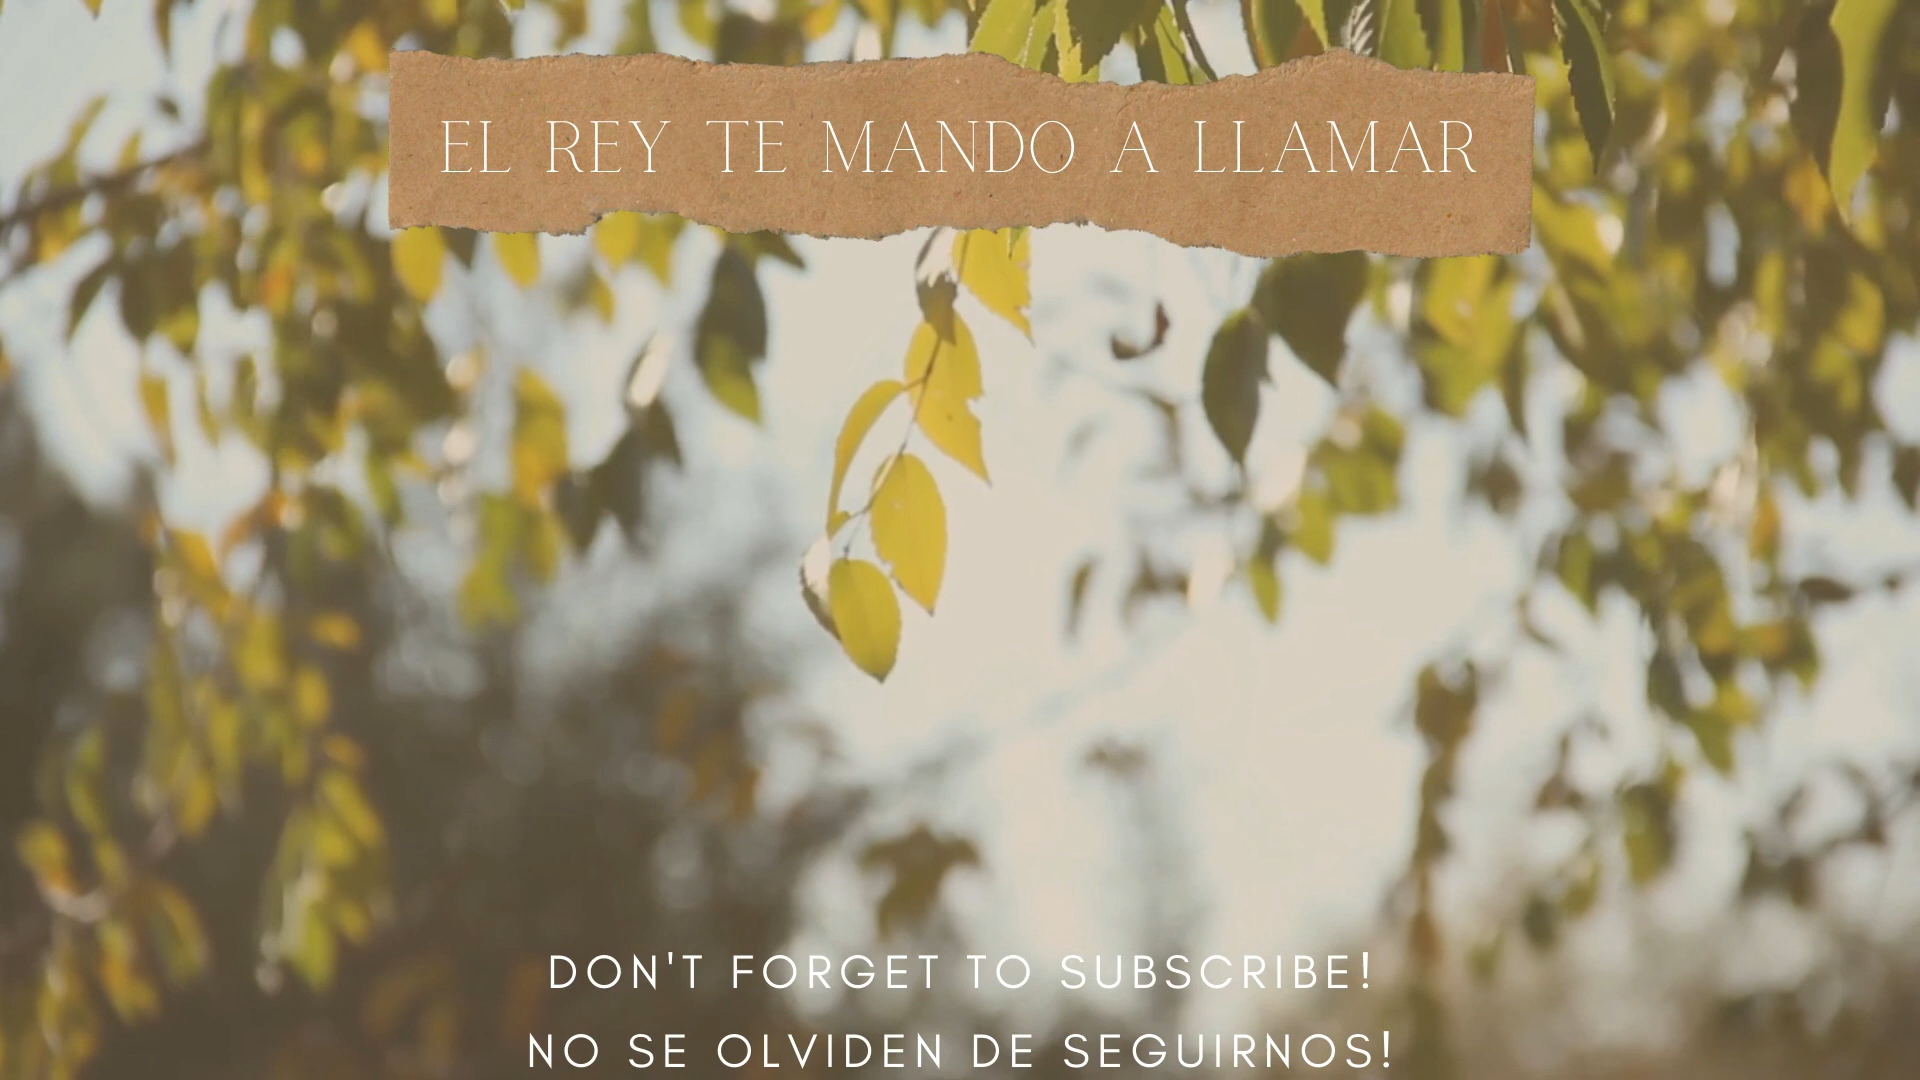 EL REY TE MANDO A LLAMAR
DON'T FORGET TO SUBSCRIBE!
NO SE OLVIDEN DE SEGUIRNOS!